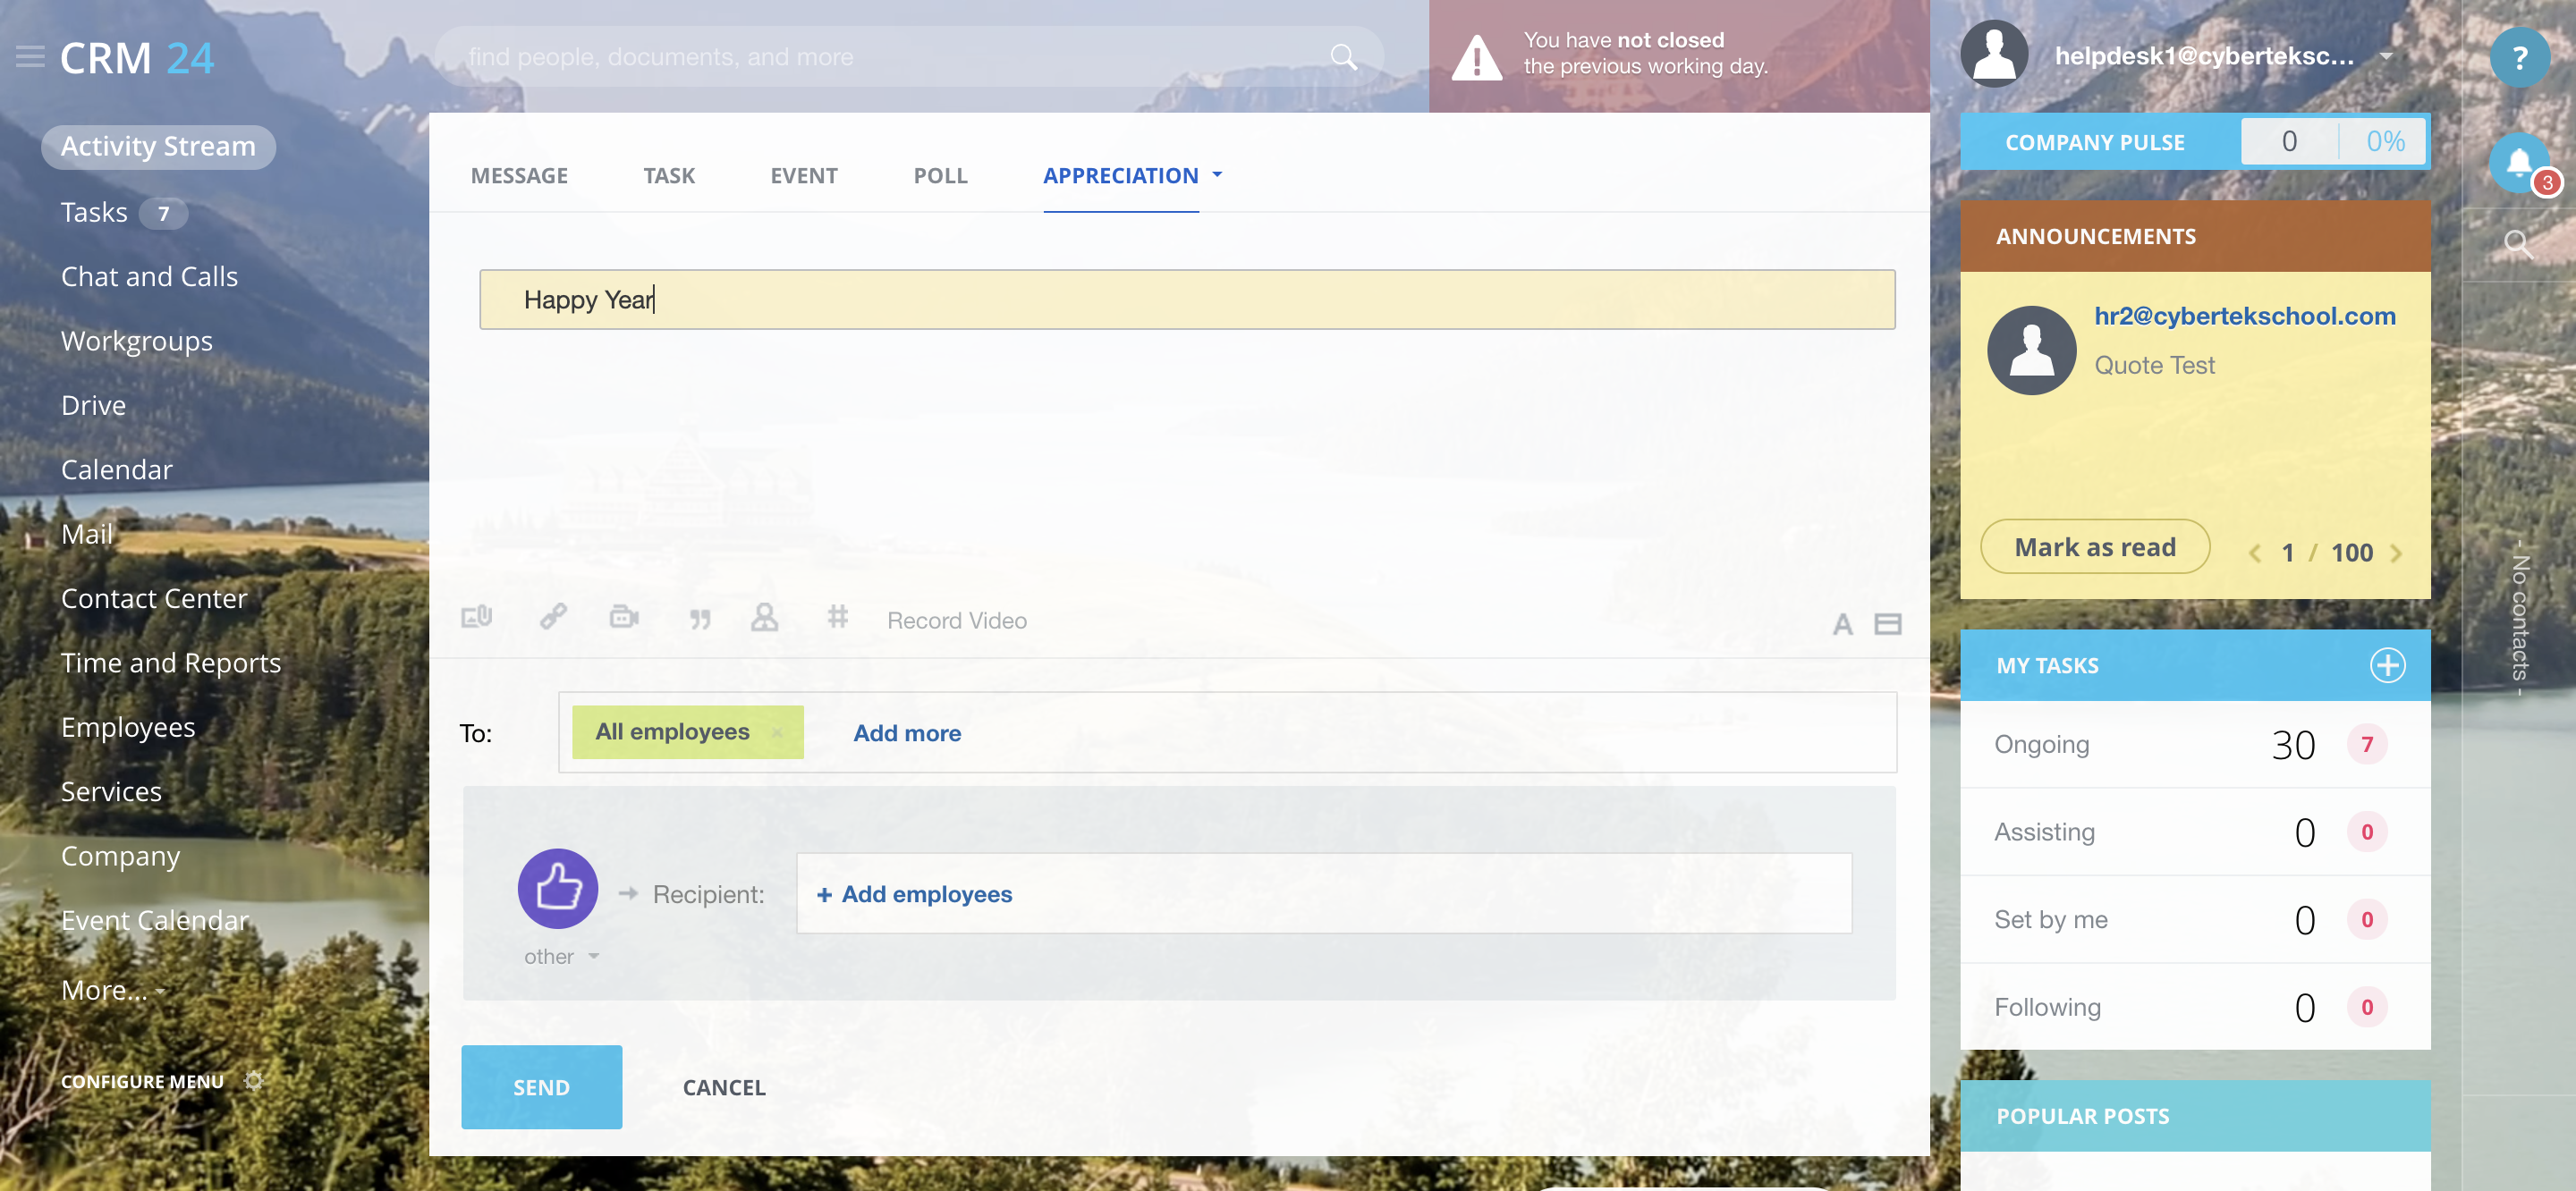 CRM 24
find people, documents, and more
You have not closed
the previous working day.
helpdesk1@cyberteksc...
?
3
Activity Stream
Tasks 7
Chat and Calls
Workgroups
Drive
Calendar
Mail
Contact Center
Time and Reports
Employees
Services
Company
Event Calendar
More...
CONFIGURE MENU
MESSAGE TASK EVENT POLL APPRECIATION
Happy Year
Record Video
A
To: All employees × Add more
Recipient: + Add employees
other
SEND CANCEL
COMPANY PULSE 0 0%
ANNOUNCEMENTS
hr2@cybertekschool.com
Quote Test
Mark as read 1 / 100
MY TASKS
Ongoing 30 7
Assisting 0 0
Set by me 0 0
Following 0 0
POPULAR POSTS
- No contacts -